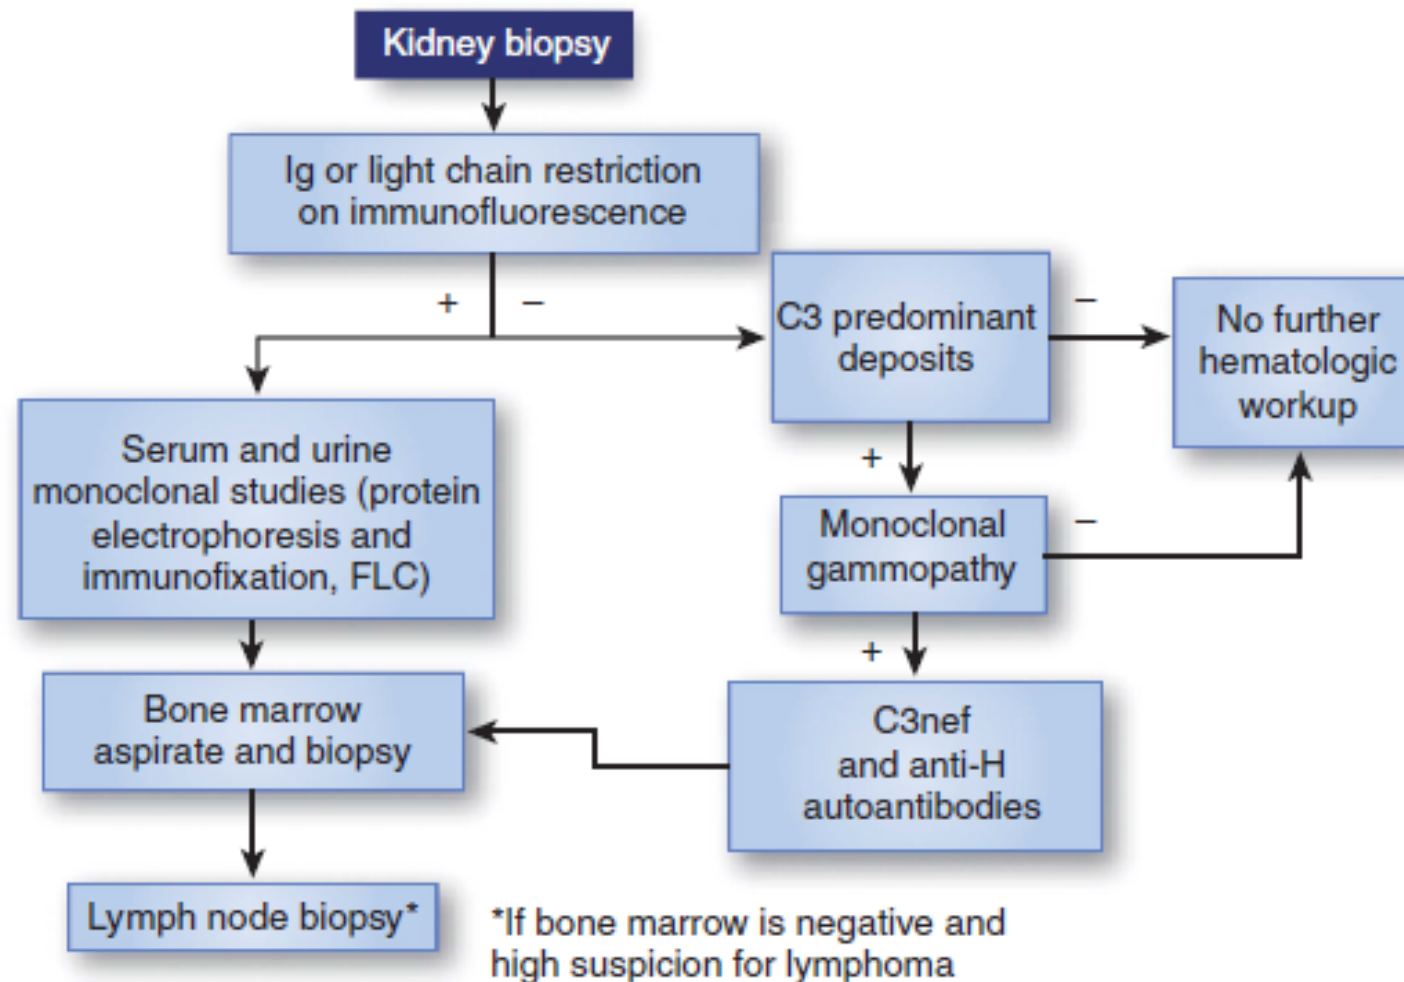 Kidney biopsy
Ig or light chain restriction
on immunofluorescence
+
–
C3 predominant
deposits
–
No further
hematologic
workup
Serum and urine
monoclonal studies (protein
electrophoresis and
immunofixation, FLC)
+
Monoclonal
gammopathy
–
+
Bone marrow
aspirate and biopsy
C3nef
and anti-H
autoantibodies
Lymph node biopsy*
*If bone marrow is negative and
high suspicion for lymphoma